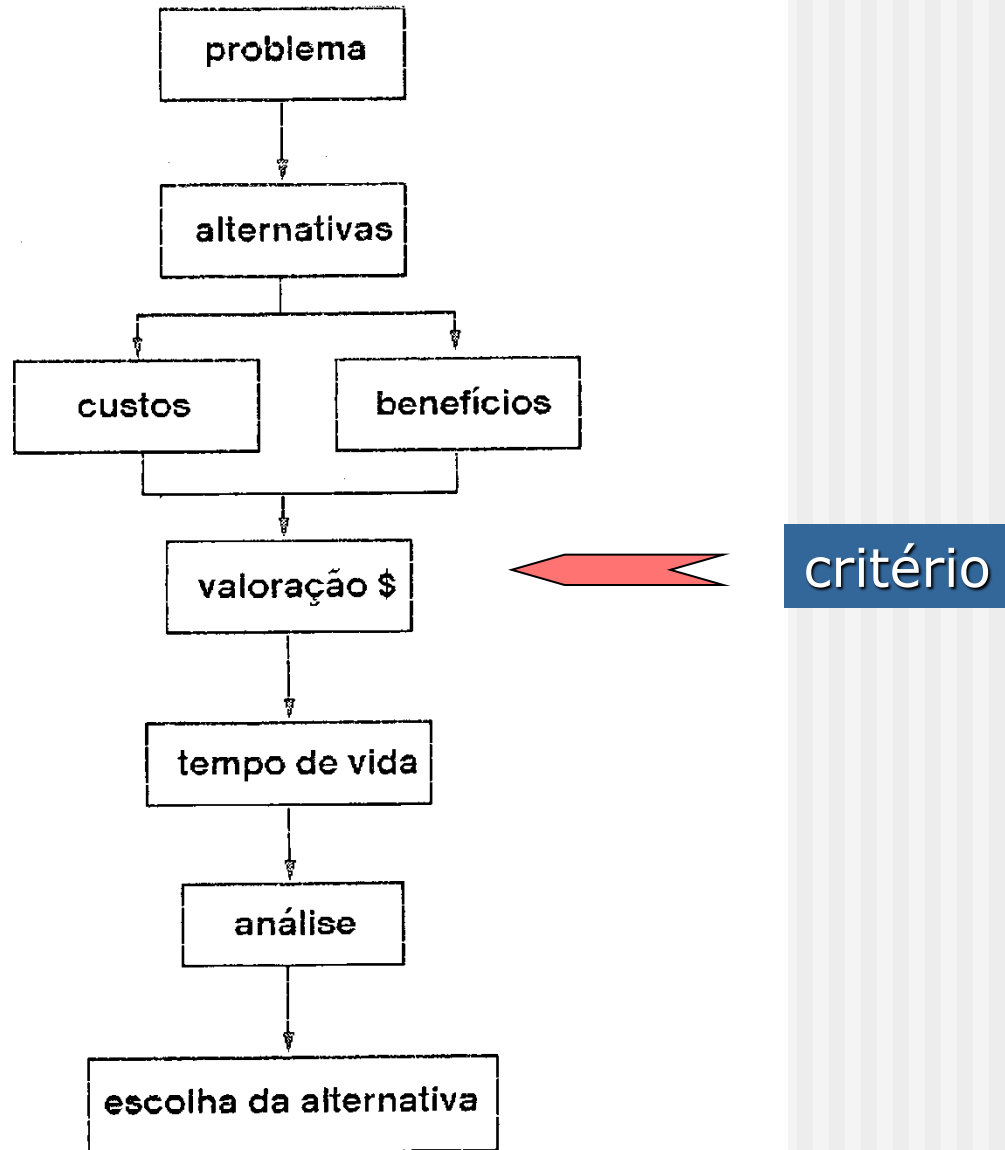 problema
alternativas
custos
benefícios
valoração $
critério
tempo de vida
análise
escolha da alternativa